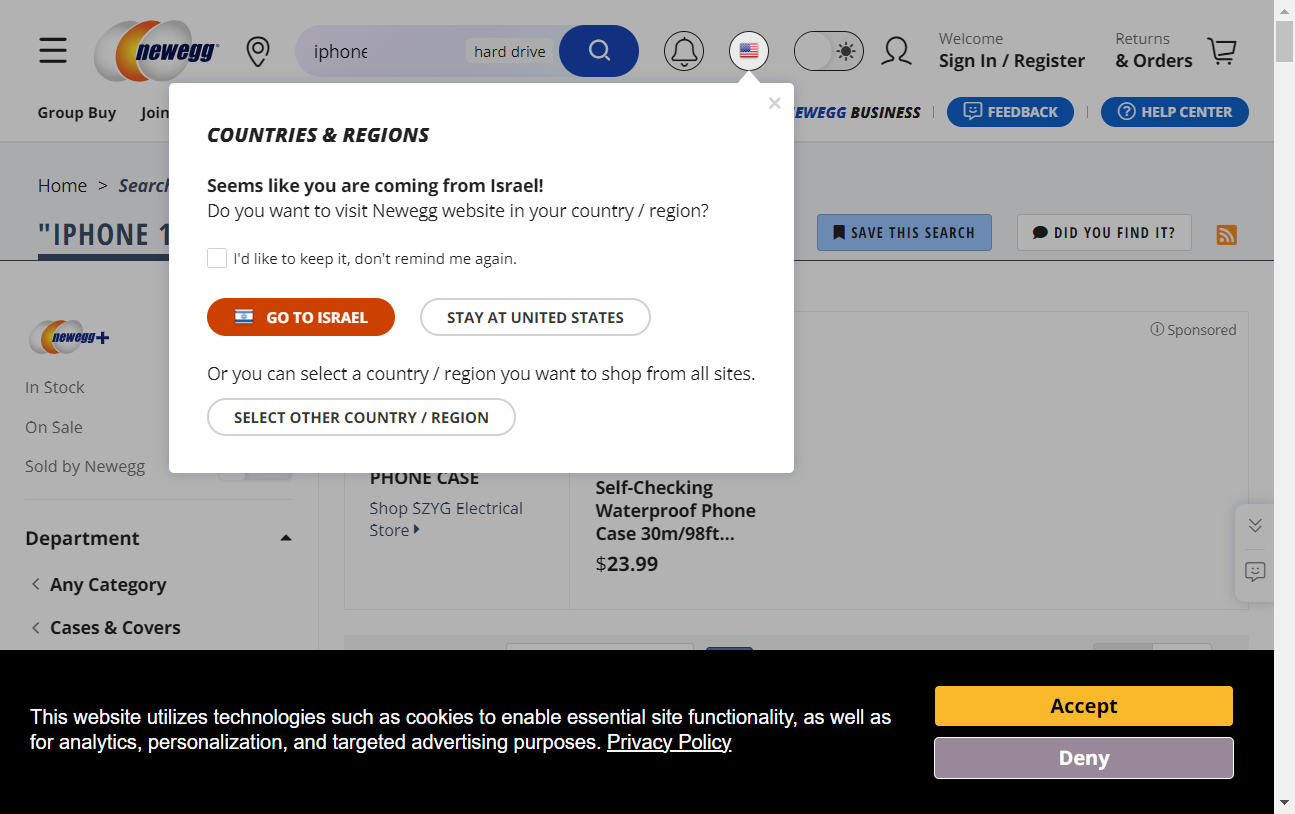 newegg
iphone
hard drive
Welcome
Sign In / Register
Returns
& Orders
Group Buy
Join
NEWEGG BUSINESS
FEEDBACK
HELP CENTER
COUNTRIES & REGIONS
Seems like you are coming from Israel!
Do you want to visit Newegg website in your country / region?
I'd like to keep it, don't remind me again.
GO TO ISRAEL
STAY AT UNITED STATES
Or you can select a country / region you want to shop from all sites.
SELECT OTHER COUNTRY / REGION
Home > Search
"IPHONE 1
SAVE THIS SEARCH
DID YOU FIND IT?
newegg+
In Stock
On Sale
Sold by Newegg
Department
Any Category
Cases & Covers
Sponsored
PHONE CASE
Shop SZYG Electrical
Store
Self-Checking
Waterproof Phone
Case 30m/98ft...
$23.99
This website utilizes technologies such as cookies to enable essential site functionality, as well as
for analytics, personalization, and targeted advertising purposes. Privacy Policy
Accept
Deny